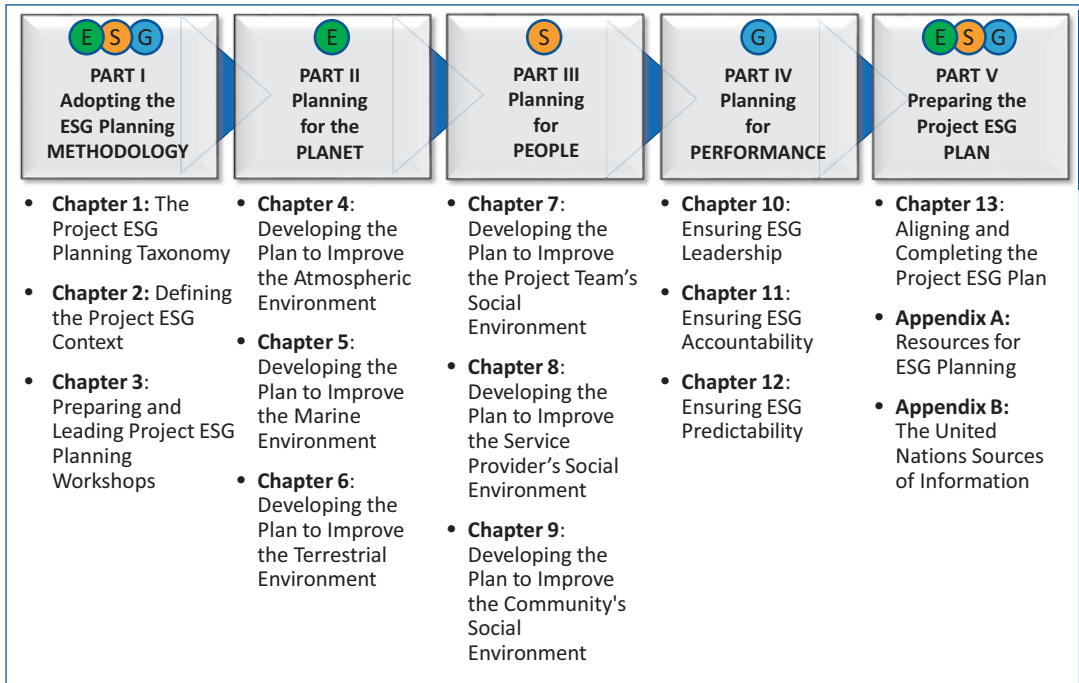 E S G
PART I
Adopting the
ESG Planning
METHODOLOGY
• Chapter 1: The
Project ESG
Planning Taxonomy
• Chapter 2: Defining
the Project ESG
Context
• Chapter 3:
Preparing and
Leading Project ESG
Planning
Workshops
E
PART II
Planning
for the
PLANET
• Chapter 4:
Developing the
Plan to Improve
the Atmospheric
Environment
• Chapter 5:
Developing the
Plan to Improve
the Marine
Environment
• Chapter 6:
Developing the
Plan to Improve
the Terrestrial
Environment
S
PART III
Planning
for
PEOPLE
• Chapter 7:
Developing the
Plan to Improve
the Project Team’s
Social
Environment
• Chapter 8:
Developing the
Plan to Improve
the Service
Provider’s Social
Environment
• Chapter 9:
Developing the
Plan to Improve
the Community's
Social
Environment
G
PART IV
Planning
for
PERFORMANCE
• Chapter 10:
Ensuring ESG
Leadership
• Chapter 11:
Ensuring ESG
Accountability
• Chapter 12:
Ensuring ESG
Predictability
E S G
PART V
Preparing the
Project ESG
PLAN
• Chapter 13:
Aligning and
Completing the
Project ESG Plan
• Appendix A:
Resources for
ESG Planning
• Appendix B:
The United
Nations Sources
of Information